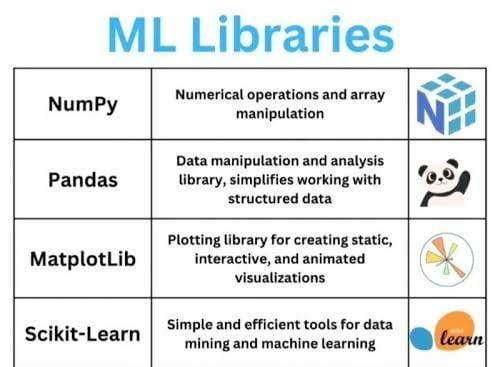 ML Libraries
NumPy
Numerical operations and array
manipulation
N
Pandas
Data manipulation and analysis
library, simplifies working with
structured data
MatplotLib
Plotting library for creating static,
interactive, and animated
visualizations
Scikit-Learn
Simple and efficient tools for data
mining and machine learning
learn